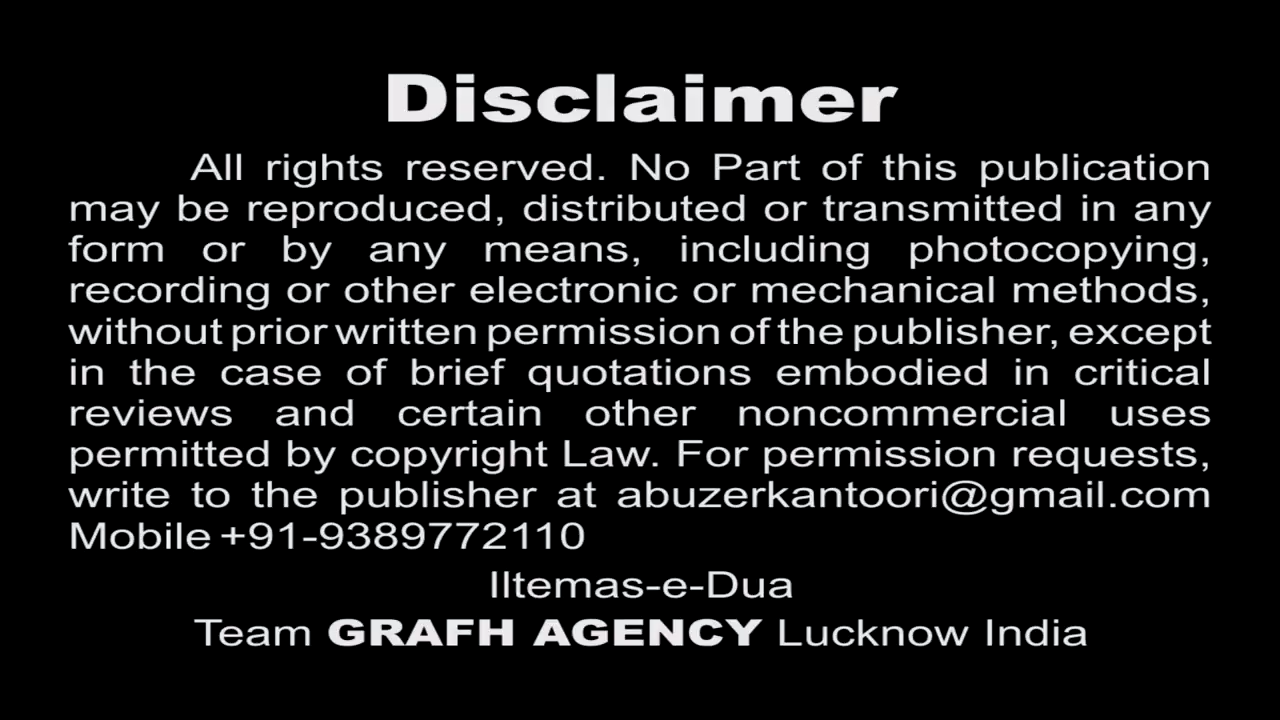 Disclaimer
All rights reserved. No Part of this publication
may be reproduced, distributed or transmitted in any
form or by any means, including photocopying,
recording or other electronic or mechanical methods,
without prior written permission of the publisher, except
in the case of brief quotations embodied in critical
reviews and certain other noncommercial uses
permitted by copyright Law. For permission requests,
write to the publisher at abuzerkantoori@gmail.com
Mobile +91-9389772110
Iltemas-e-Dua
Team GRAFH AGENCY Lucknow India